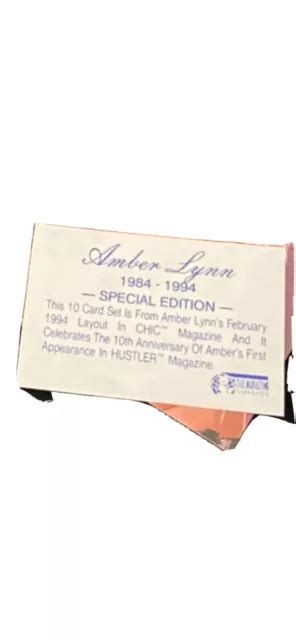 Amber Lynn
1984 - 1994
— SPECIAL EDITION —
This 10 Card Set Is From Amber Lynn's February
1994 Layout In CHIC™ Magazine And It
Celebrates The 10th Anniversary Of Amber's First
Appearance In HUSTLER™ Magazine.